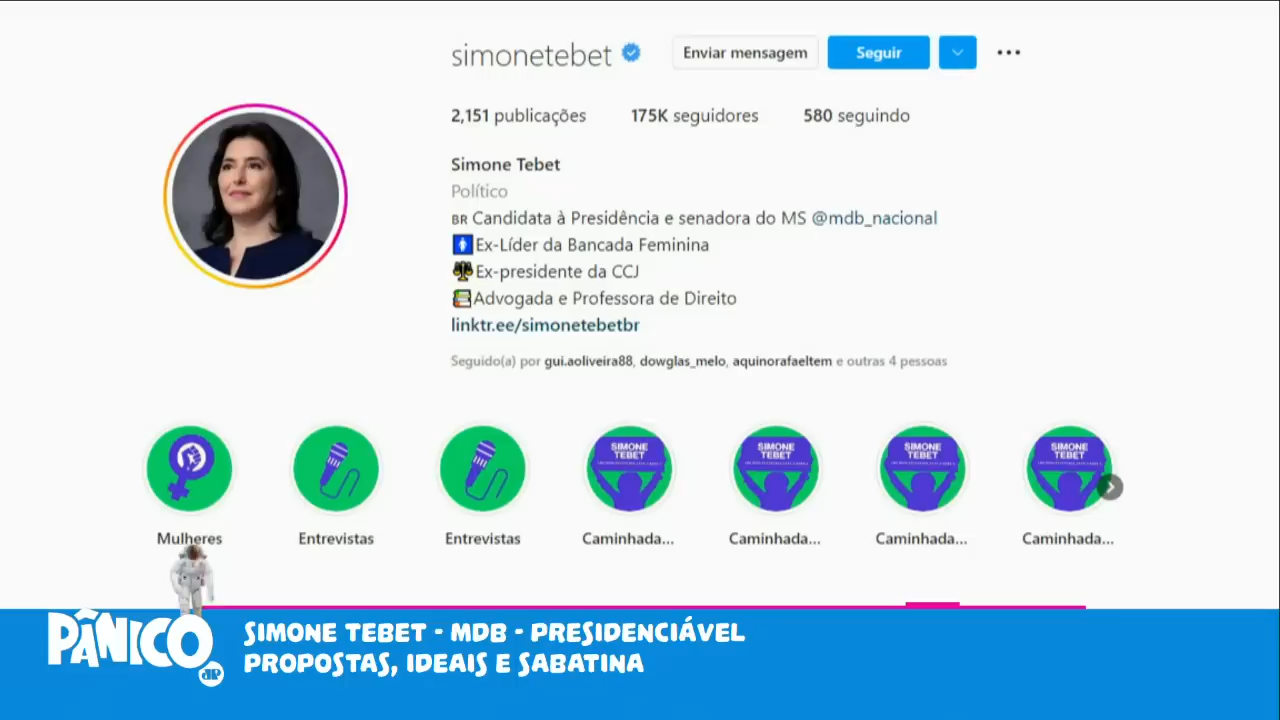 simonetebet
Enviar mensagem
Seguir
2,151 publicações 175K seguidores 580 seguindo
Simone Tebet
Político
BR Candidata à Presidência e senadora do MS @mdb_nacional
Ex-Líder da Bancada Feminina
Ex-presidente da CCJ
Advogada e Professora de Direito
linktr.ee/simonetebetbr
Seguido(a) por gui.aoliveira88, dowglas_melo, aquinorafaeltem e outras 4 pessoas
SIMONE
TEBET
SIMONE
TEBET
SIMONE
TEBET
SIMONE
TEBET
Mulheres
Entrevistas
Entrevistas
Caminhada...
Caminhada...
Caminhada...
Caminhada...
PÂNICO
JP
SIMONE TEBET - MDB - PRESIDENCIÁVEL
PROPOSTAS, IDEAIS E SABATINA